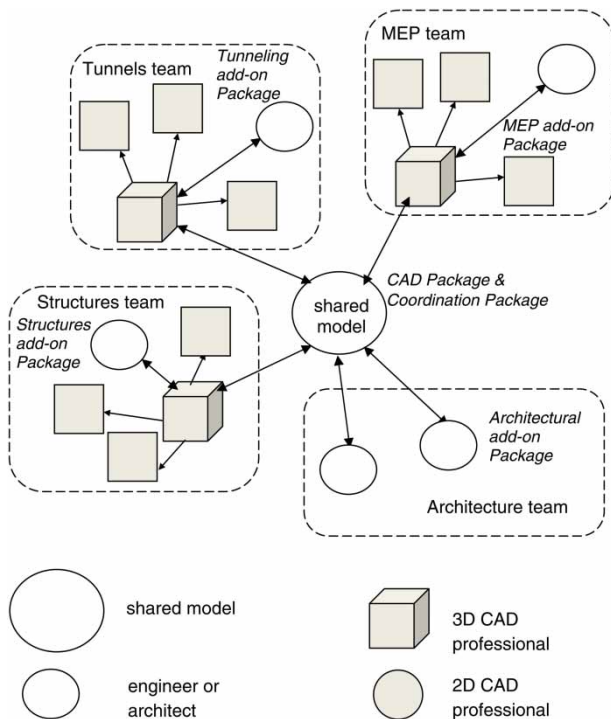 MEP team
Tunnels team
Tunneling
add-on
Package
MEP add-on
Package
CAD Package &
Coordination Package
shared
model
Structures team
Structures
add-on
Package
Architectural
add-on
Package
Architecture team
shared model
3D CAD
professional
engineer or
architect
2D CAD
professional